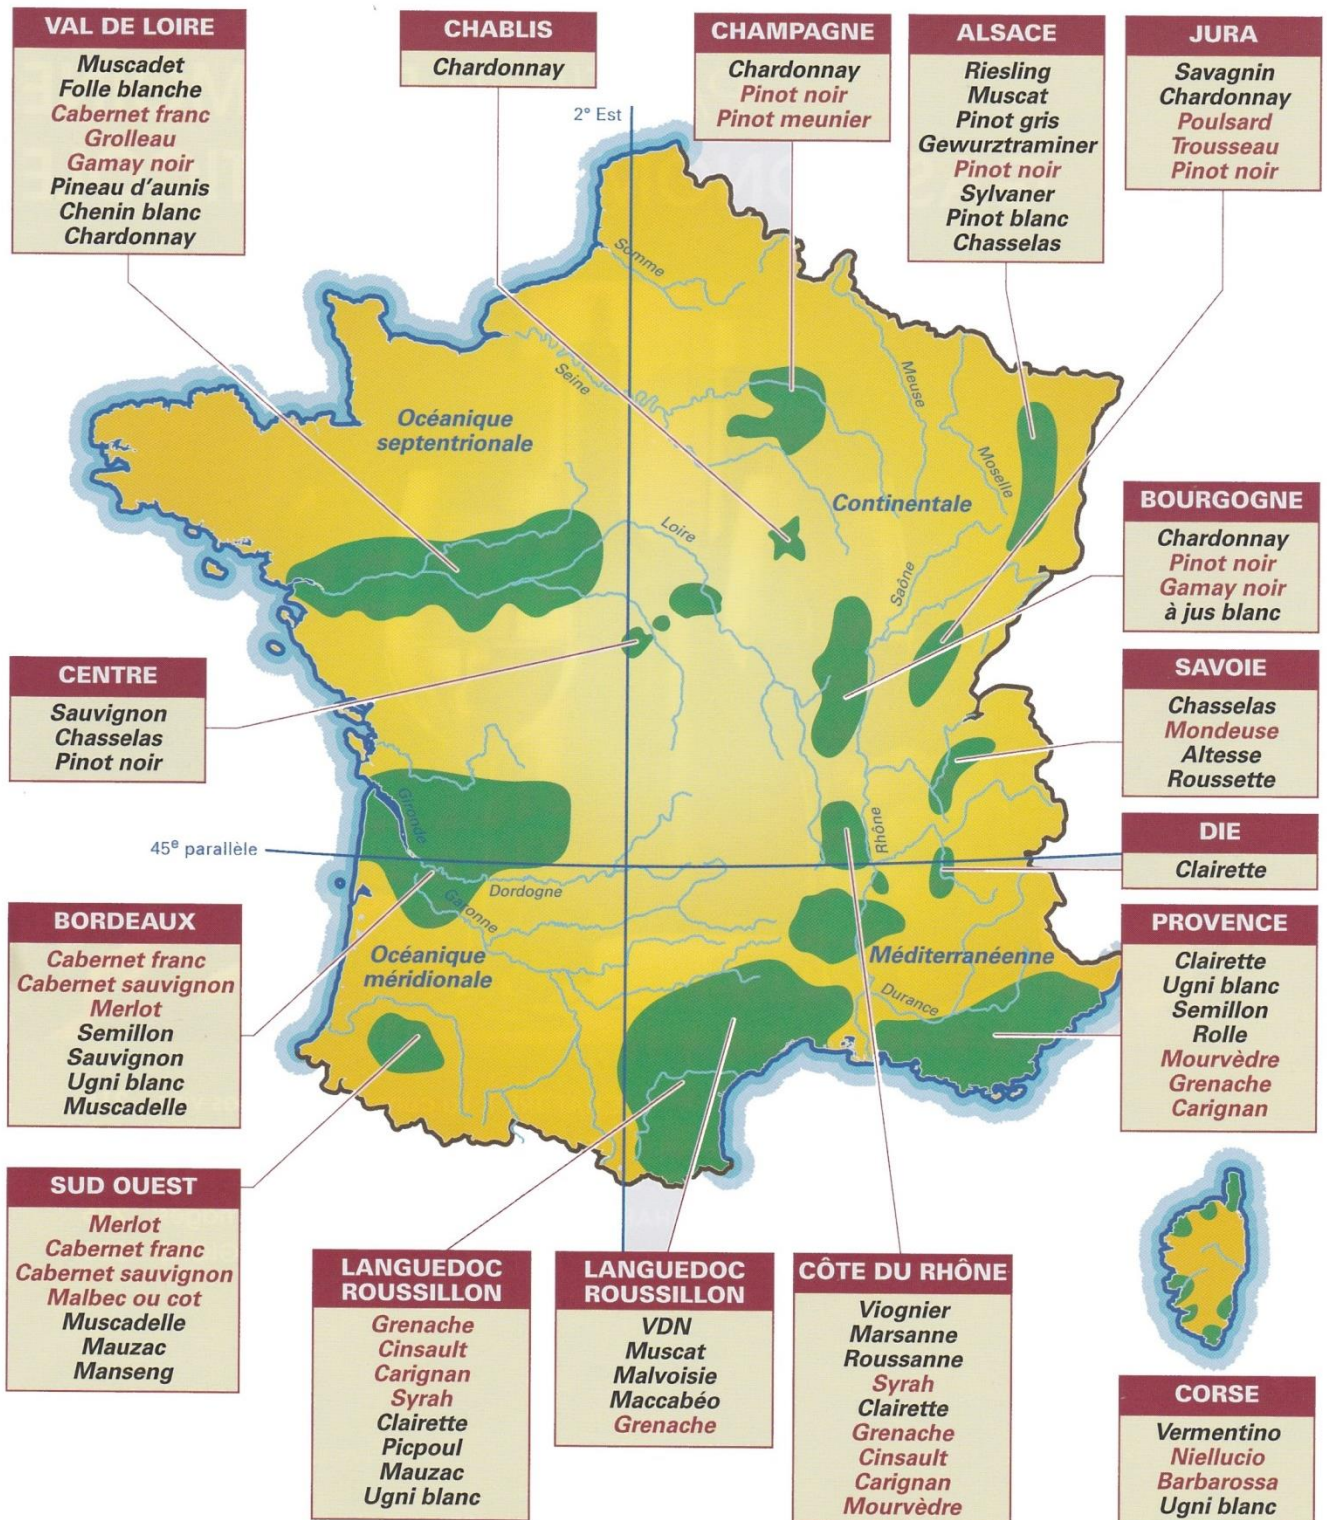 VAL DE LOIRE
Muscadet
Folle blanche
Cabernet franc
Grolleau
Gamay noir
Pineau d'aunis
Chenin blanc
Chardonnay
CHABLIS
Chardonnay
CHAMPAGNE
Chardonnay
Pinot noir
Pinot meunier
ALSACE
Riesling
Muscat
Pinot gris
Gewurztraminer
Pinot noir
Sylvaner
Pinot blanc
Chasselas
JURA
Savagnin
Chardonnay
Poulsard
Trousseau
Pinot noir
2° Est
Somme
Seine
Meuse
Moselle
Océanique
septentrionale
Continentale
Loire
Saône
BOURGOGNE
Chardonnay
Pinot noir
Gamay noir
à jus blanc
CENTRE
Sauvignon
Chasselas
Pinot noir
SAVOIE
Chasselas
Mondeuse
Altesse
Roussette
Gironde
Rhône
45e parallèle
Dordogne
Garonne
DIE
Clairette
BORDEAUX
Cabernet franc
Cabernet sauvignon
Merlot
Semillon
Sauvignon
Ugni blanc
Muscadelle
Océanique
méridionale
Méditerranéenne
Durance
PROVENCE
Clairette
Ugni blanc
Semillon
Rolle
Mourvèdre
Grenache
Carignan
SUD OUEST
Merlot
Cabernet franc
Cabernet sauvignon
Malbec ou cot
Muscadelle
Mauzac
Manseng
LANGUEDOC
ROUSSILLON
Grenache
Cinsault
Carignan
Syrah
Clairette
Picpoul
Mauzac
Ugni blanc
LANGUEDOC
ROUSSILLON
VDN
Muscat
Malvoisie
Maccabéo
Grenache
CÔTE DU RHÔNE
Viognier
Marsanne
Roussanne
Syrah
Clairette
Grenache
Cinsault
Carignan
Mourvèdre
CORSE
Vermentino
Niellucio
Barbarossa
Ugni blanc